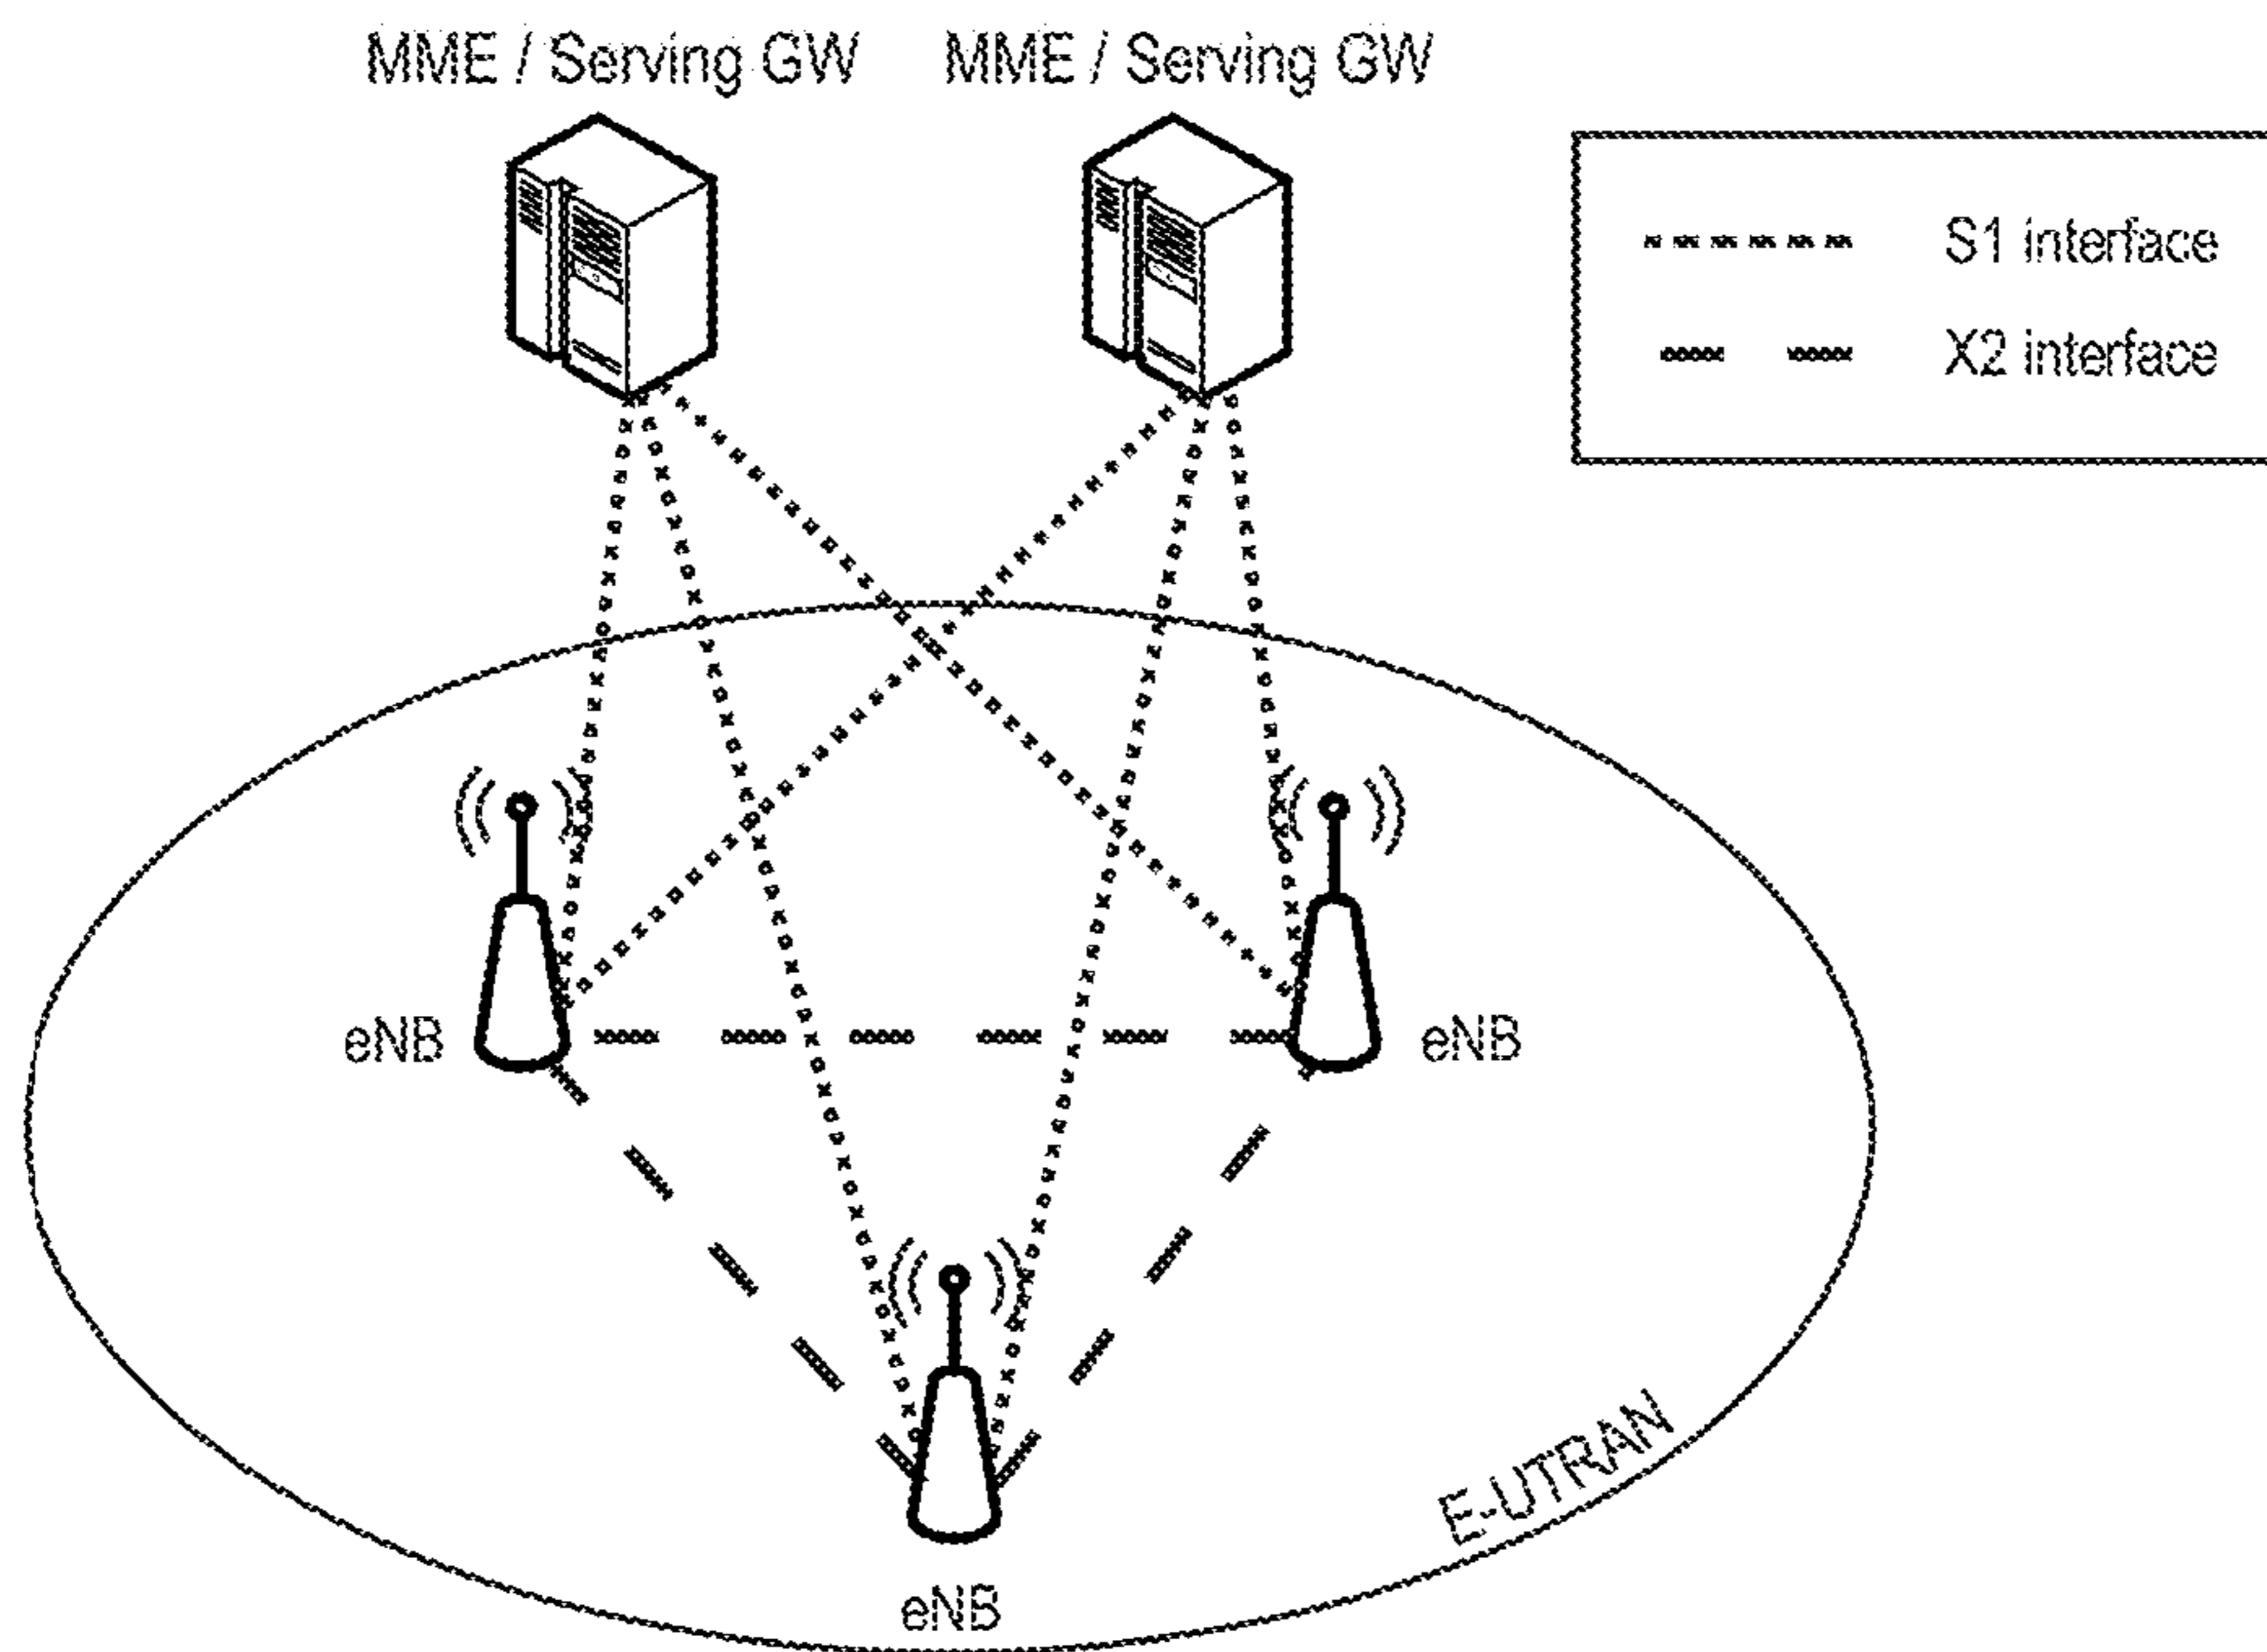 MME / Serving GW
MME / Serving GW
S1 interface
X2 interface
eNB
eNB
E-UTRAN
eNB